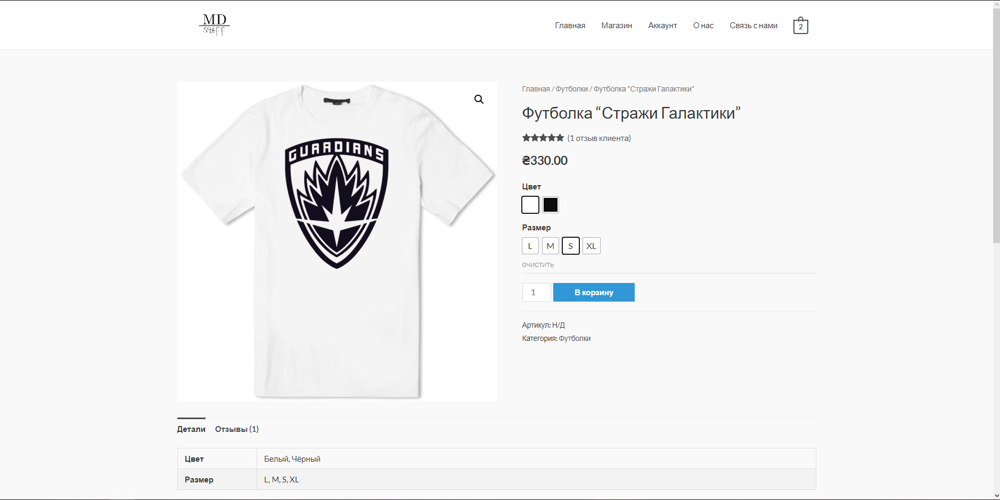 MD
STAFF
Главная
Магазин
Аккаунт
О нас
Связь с нами
2
GUARDIANS
Главная / Футболки / Футболка “Стражи Галактики”
Футболка “Стражи Галактики”
(1 отзыв клиента)
₴330.00
Цвет
Размер
L
M
S
XL
ОЧИСТИТЬ
1
В корзину
Артикул: Н/Д
Категория: Футболки
Детали
Отзывы (1)
Цвет
Белый, Чёрный
Размер
L, M, S, XL